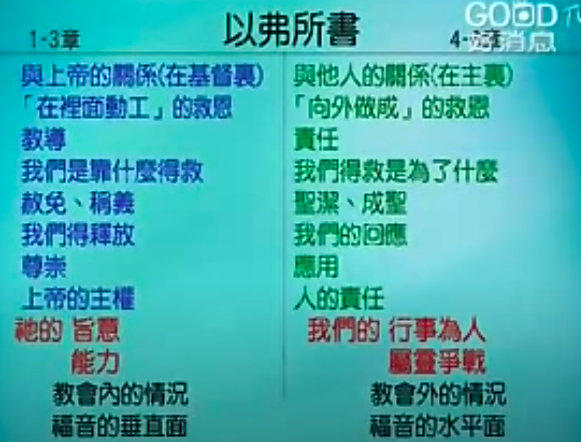 以弗所書
1-3章
與上帝的關係(在基督裏)
「在裡面動工」的救恩
教導
我們是靠什麼得救
赦免、稱義
我們得釋放
尊崇
上帝的主權
祂的 旨意
能力
教會內的情況
福音的垂直面
GOOD TV
好消息
與他人的關係(在主裏)
「向外做成」的救恩
責任
我們得救是為了什麼
聖潔、成聖
我們的回應
應用
人的責任
我們的 行事為人
屬靈爭戰
教會外的情況
福音的水平面